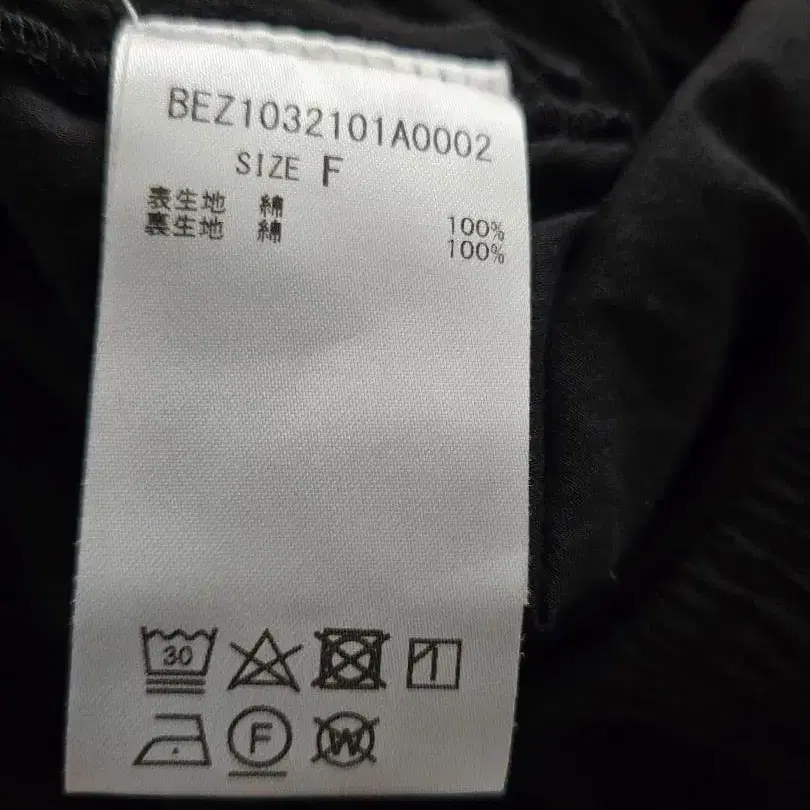 BEZ1032101A0002
SIZE F
表生地 綿 100%
裏生地 綿 100%
30
F
W